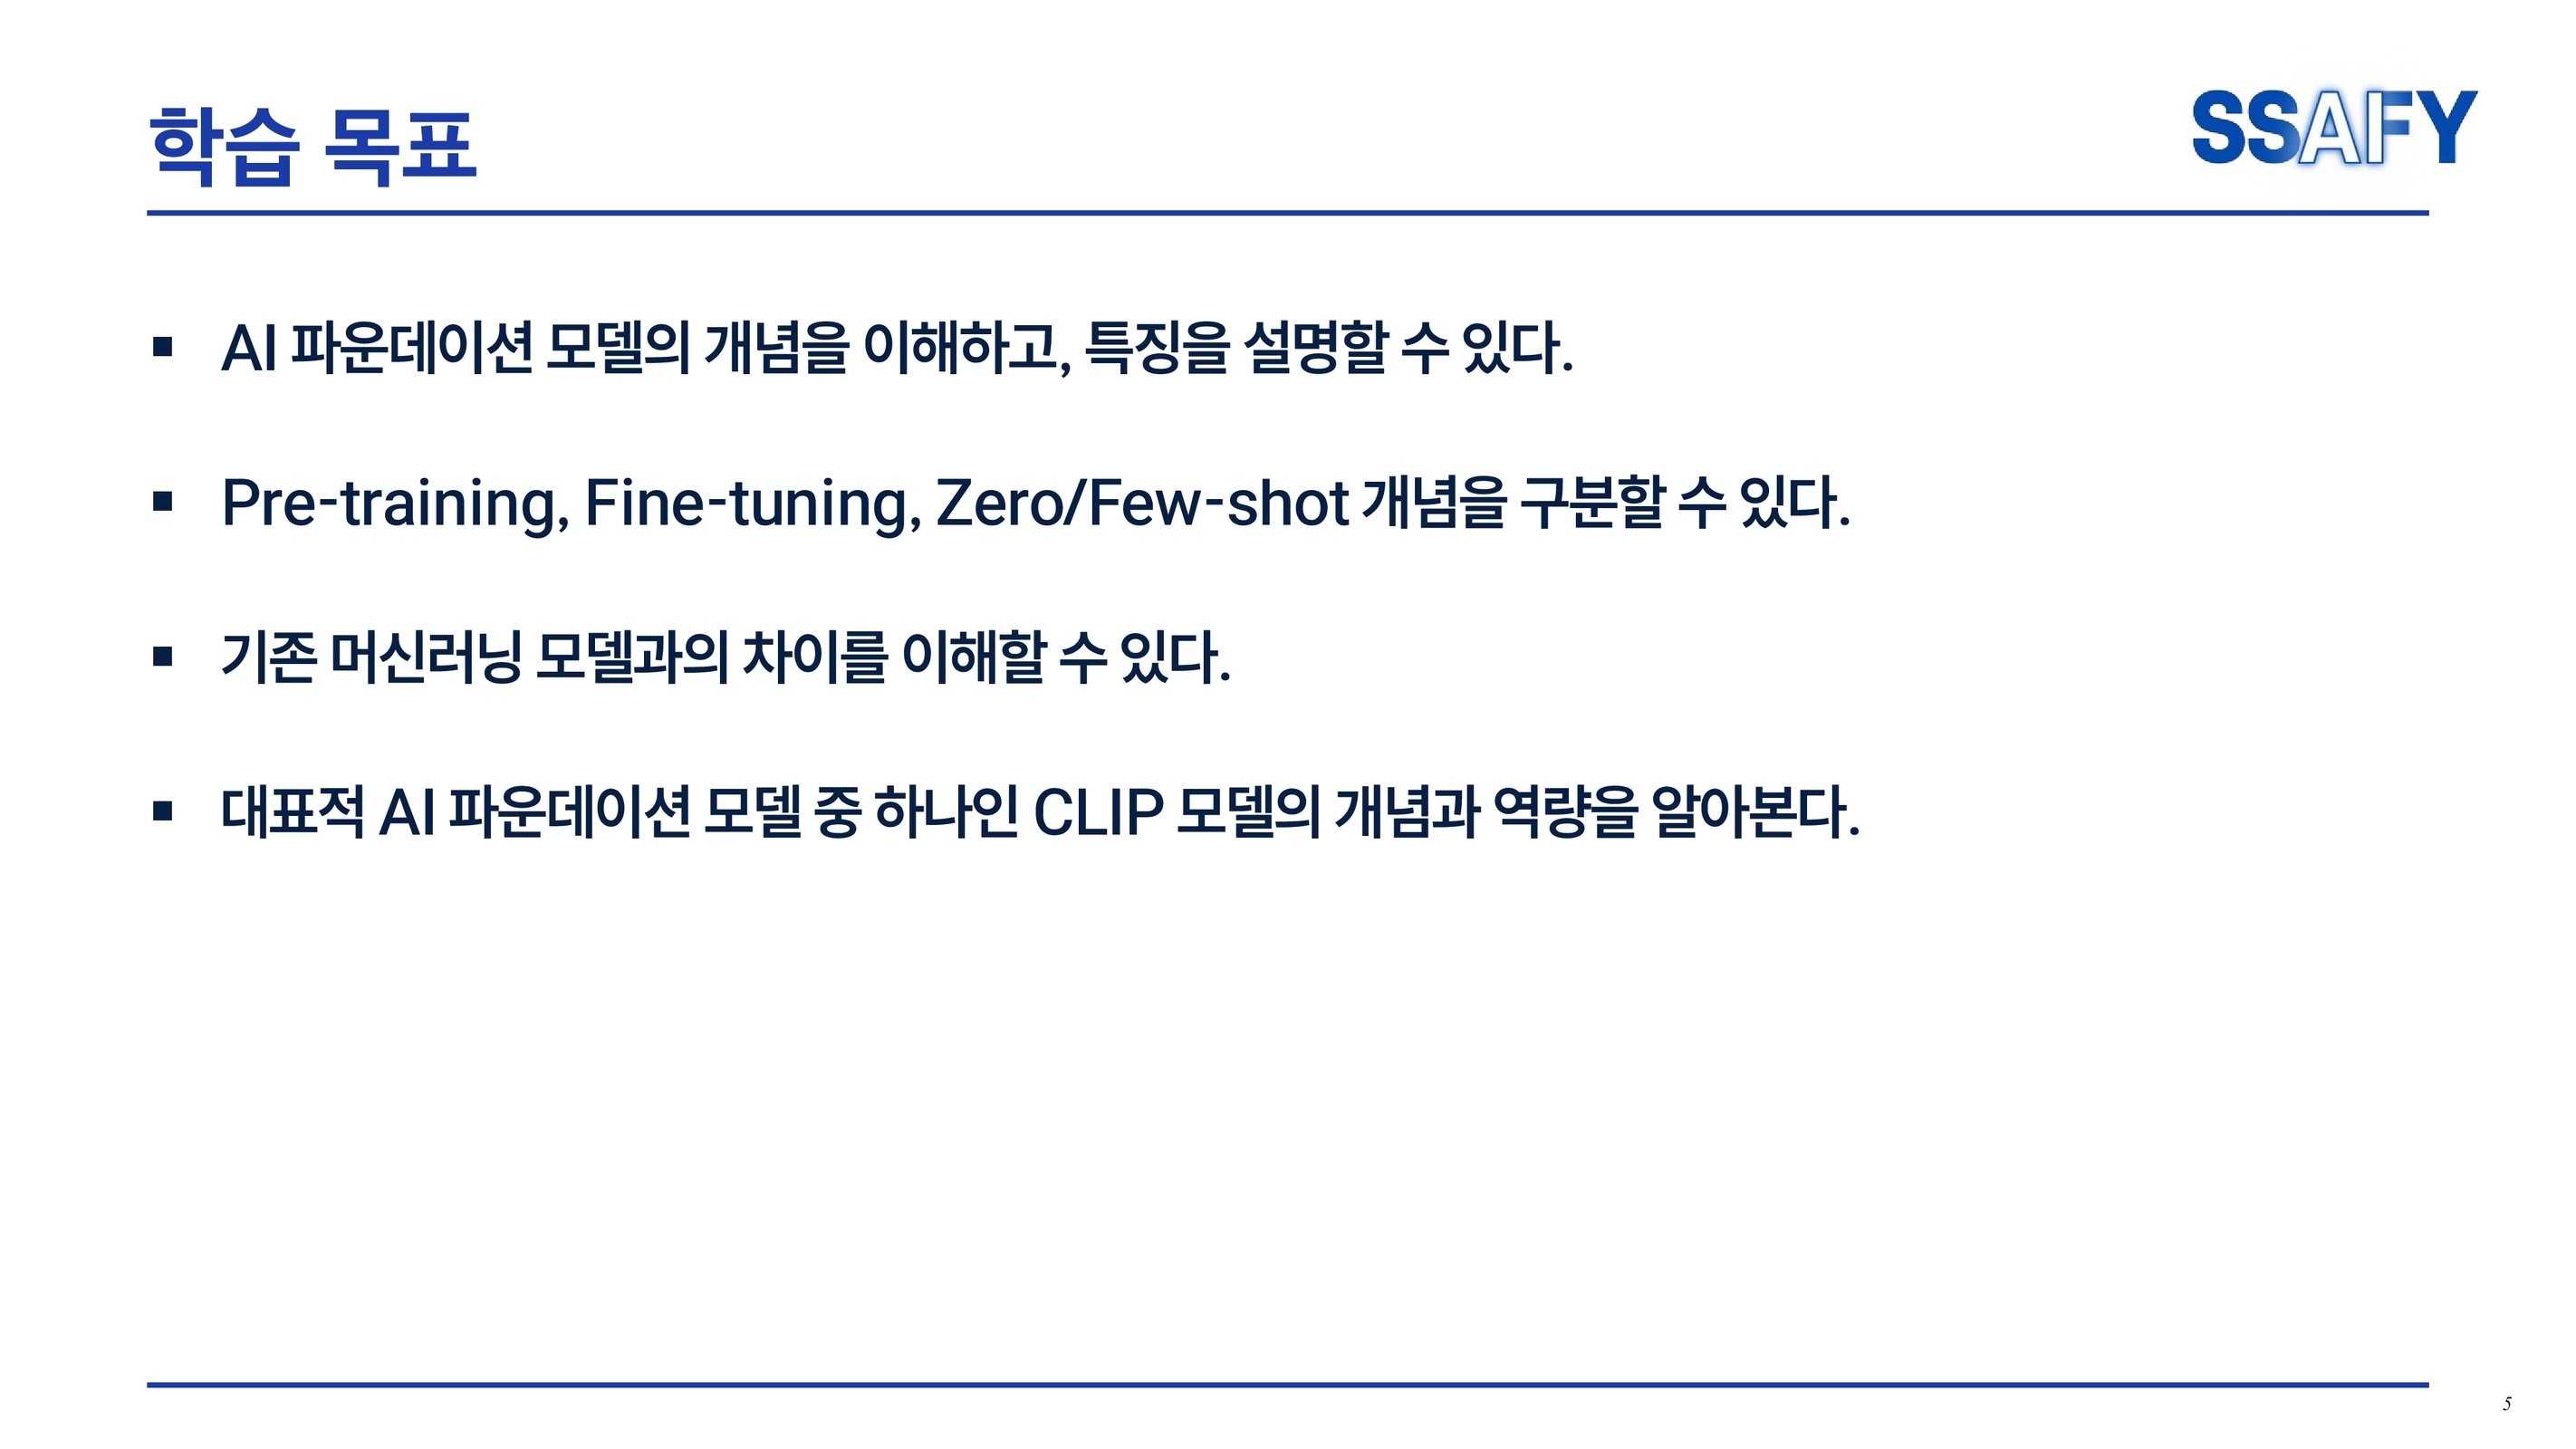 학습 목표
SSAFY
▪ AI 파운데이션 모델의 개념을 이해하고, 특징을 설명할 수 있다.
▪ Pre-training, Fine-tuning, Zero/Few-shot 개념을 구분할 수 있다.
▪ 기존 머신러닝 모델과의 차이를 이해할 수 있다.
▪ 대표적 AI 파운데이션 모델 중 하나인 CLIP 모델의 개념과 역량을 알아본다.
5